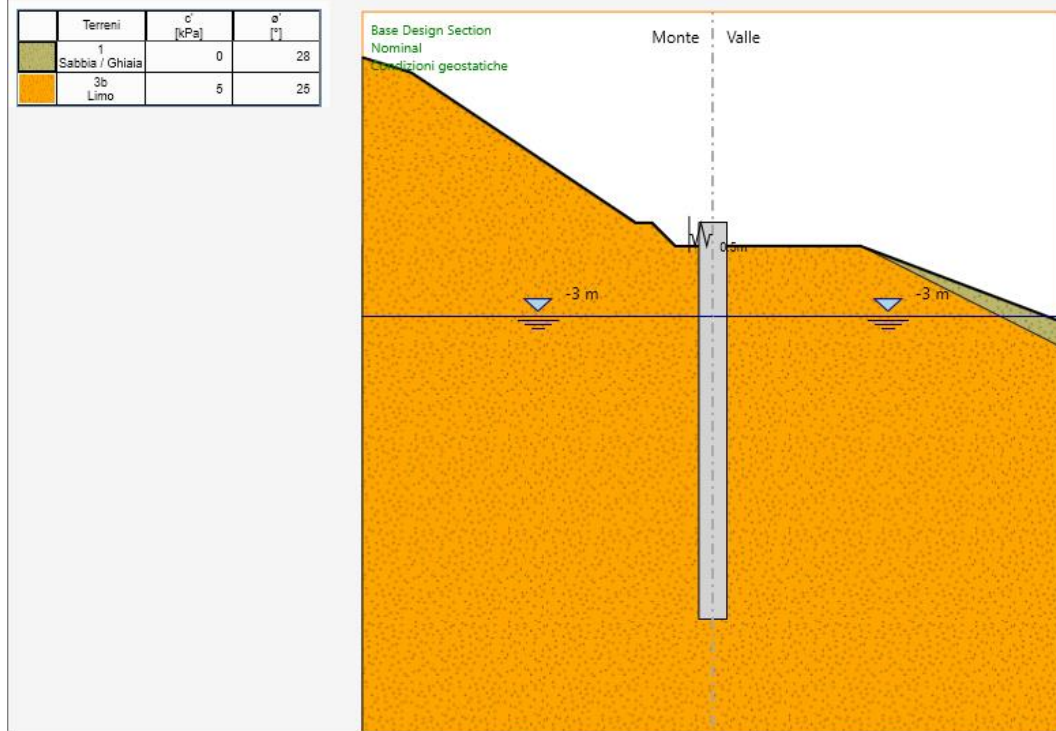 Terreni c' [kPa] ø' [°]
1 Sabbia / Ghiaia 0 28
3b Limo 5 25
Base Design Section
Nominal
Condizioni geostatiche
Monte Valle
0.5m
-3 m -3 m